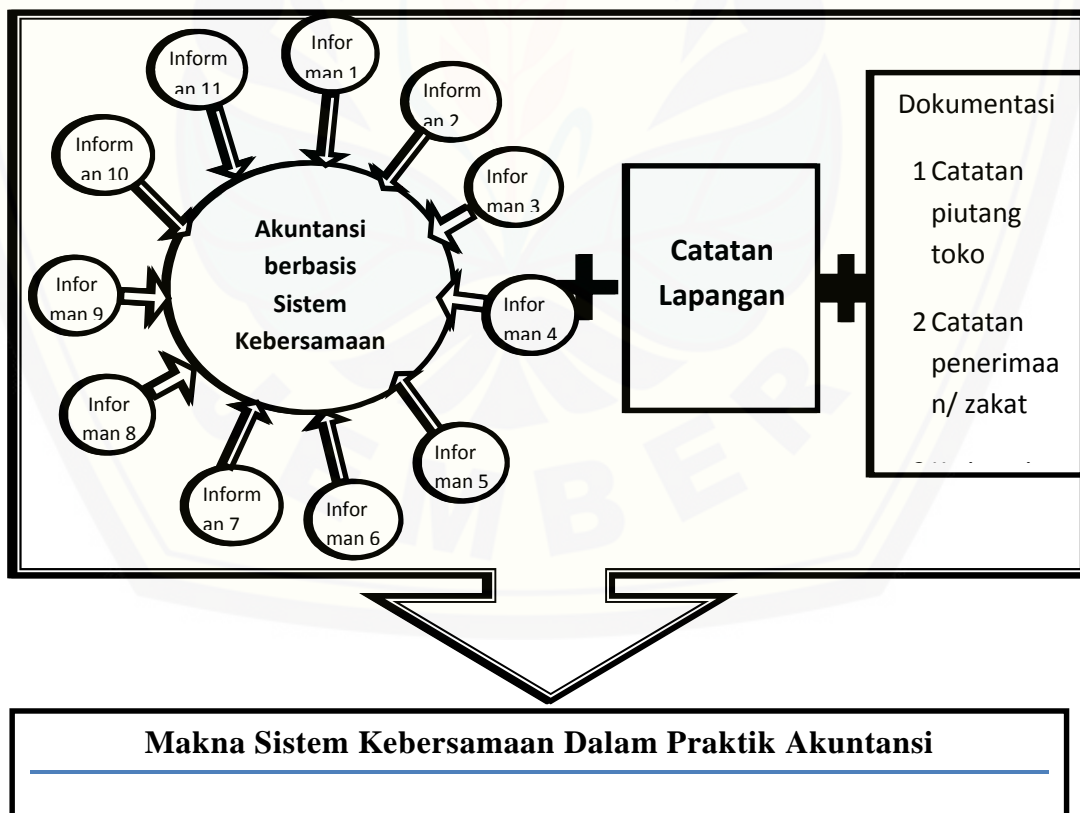 Infor
man 1
Inform
an 2
Infor
man 3
Infor
man 4
Infor
man 5
Infor
man 6
Inform
an 7
Infor
man 8
Infor
man 9
Inform
an 10
Inform
an 11
Akuntansi
berbasis
Sistem
Kebersamaan
Catatan
Lapangan
Dokumentasi
1 Catatan
piutang
toko
2 Catatan
penerimaa
n/ zakat
Makna Sistem Kebersamaan Dalam Praktik Akuntansi